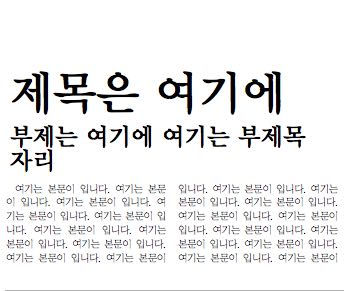 제목은 여기에
부제는 여기에 여기는 부제목
자리
여기는 본문이 입니다. 여기는 본문
이 입니다. 여기는 본문이 입니다. 여
기는 본문이 입니다. 여기는 본문이 입
니다. 여기는 본문이 입니다. 여기는
본문이 입니다. 여기는 본문이 입니다.
여기는 본문이 입니다. 여기는 본문이
입니다. 여기는 본문이 입니다. 여기는
본문이 입니다. 여기는 본문이 입니다.
여기는 본문이 입니다. 여기는 본문이
입니다. 여기는 본문이 입니다. 여기는
본문이 입니다. 여기는 본문이 입니다.
여기는 본문이 입니다. 여기는 본문이